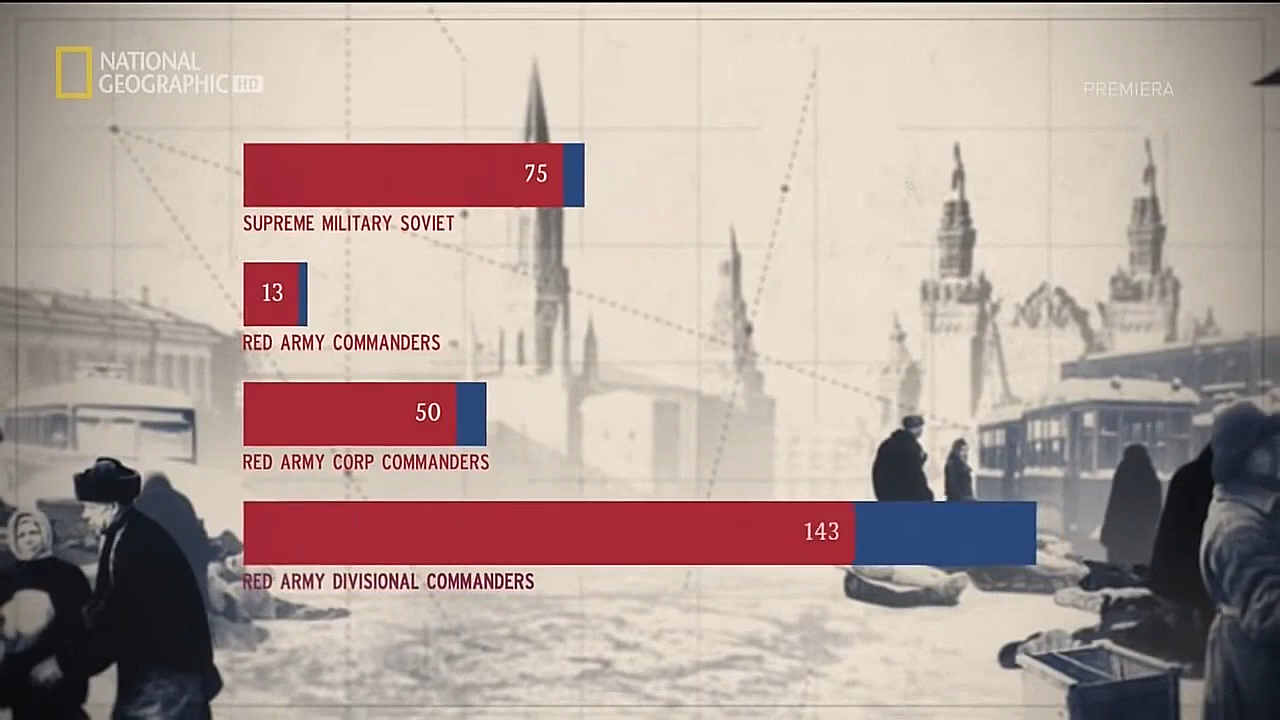 NATIONAL
GEOGRAPHIC HD
PREMIERA
75
SUPREME MILITARY SOVIET
13
RED ARMY COMMANDERS
50
RED ARMY CORP COMMANDERS
143
RED ARMY DIVISIONAL COMMANDERS